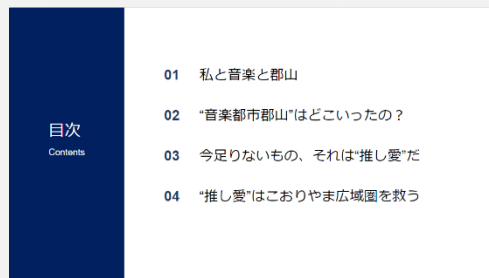 目次
Contents
01 私と音楽と郡山
02 “音楽都市郡山”はどこいったの？
03 今足りないもの、それは“推し愛”だ
04 “推し愛”はこおりやま広域圏を救う